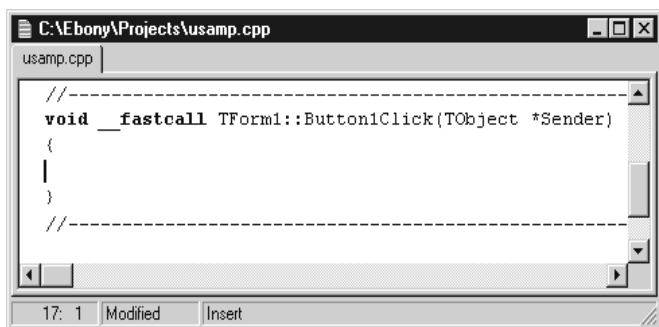 C:\Ebony\Projects\usamp.cpp
usamp.cpp
//---------------------------------------------------------
void __fastcall TForm1::Button1Click(TObject *Sender)
{
}
//---------------------------------------------------------
17: 1 Modified Insert